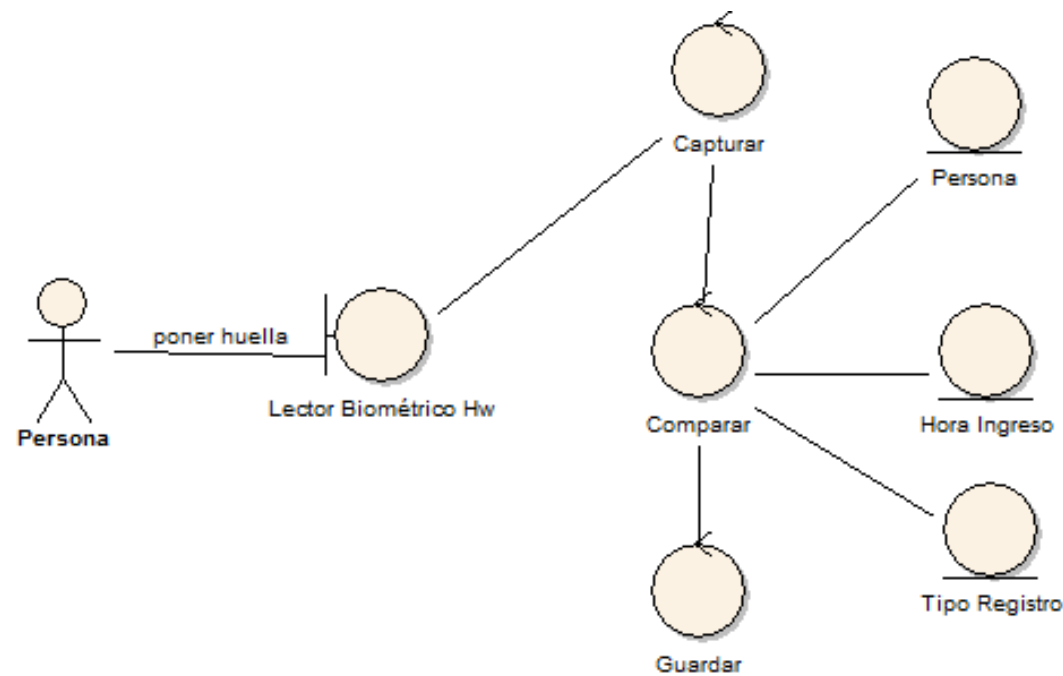 Capturar
Persona
poner huella
Lector Biométrico Hw
Persona
Comparar
Hora Ingreso
Tipo Registro
Guardar